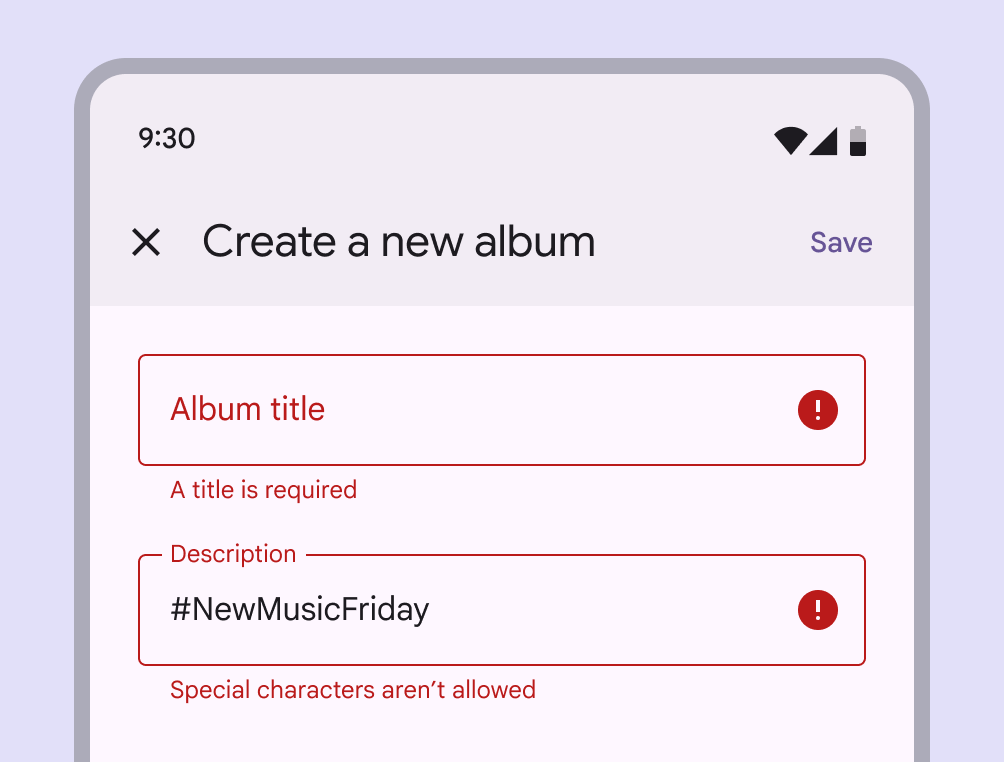 9:30
Create a new album
Save
Album title
A title is required
Description
#NewMusicFriday
Special characters aren’t allowed